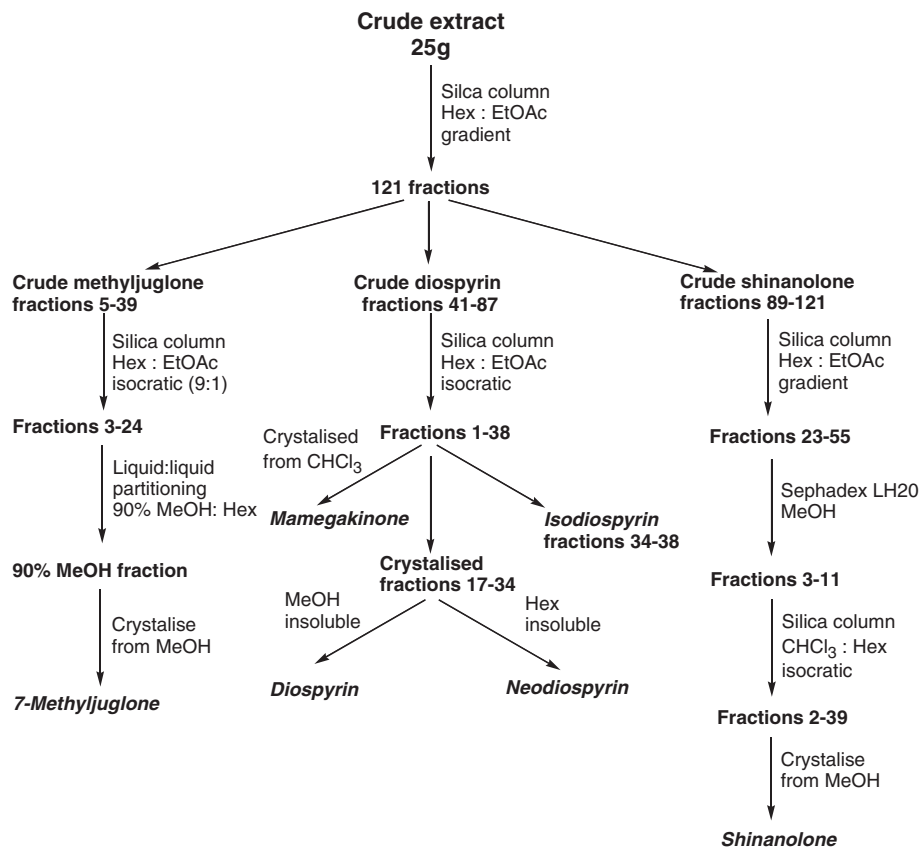 Crude extract
25g
Silca column
Hex : EtOAc
gradient
121 fractions
Crude methyljuglone
fractions 5-39
Crude diospyrin
fractions 41-87
Crude shinanolone
fractions 89-121
Silica column
Hex : EtOAc
isocratic (9:1)
Silica column
Hex : EtOAc
isocratic
Silica column
Hex : EtOAc
gradient
Fractions 3-24
Fractions 1-38
Fractions 23-55
Liquid:liquid
partitioning
90% MeOH: Hex
Crystalised
from CHCl3
Mamegakinone
Isodiospyrin
fractions 34-38
Sephadex LH20
MeOH
90% MeOH fraction
Crystalised
fractions 17-34
Fractions 3-11
Crystalise
from MeOH
MeOH
insoluble
Hex
insoluble
Silica column
CHCl3 : Hex
isocratic
7-Methyljuglone
Diospyrin
Neodiospyrin
Fractions 2-39
Crystalise
from MeOH
Shinanolone